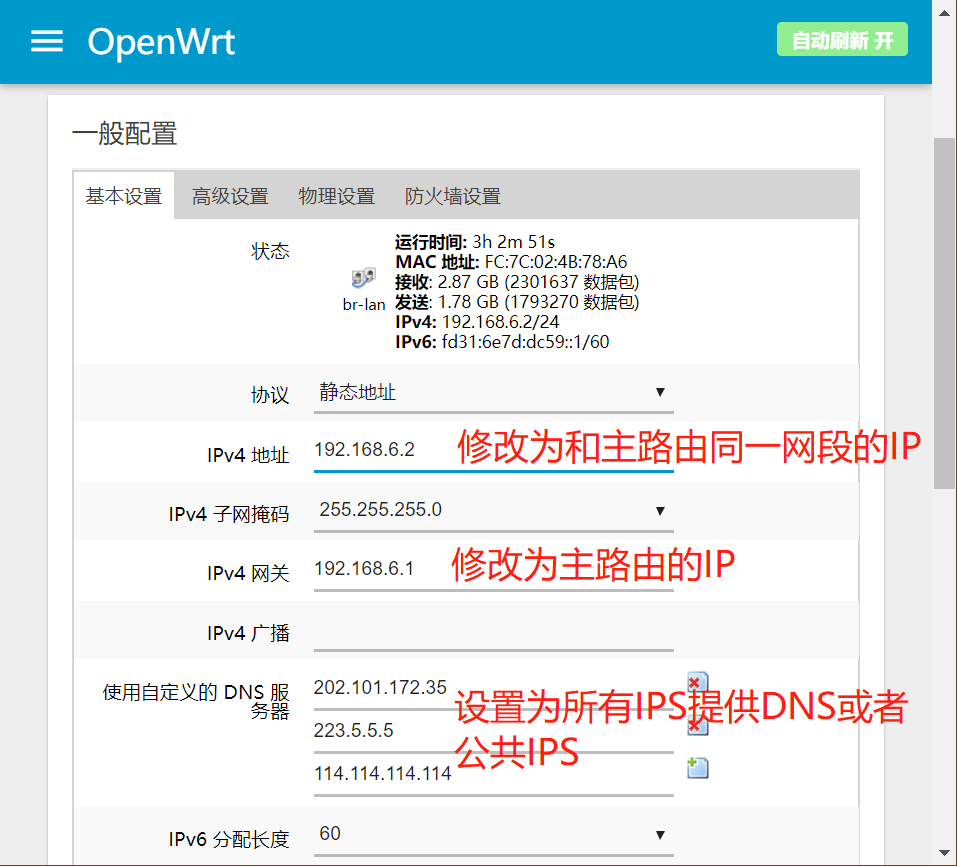 OpenWrt
自动刷新 开
一般配置
基本设置 高级设置 物理设置 防火墙设置
状态
br-lan
运行时间: 3h 2m 51s
MAC 地址: FC:7C:02:4B:78:A6
接收: 2.87 GB (2301637 数据包)
发送: 1.78 GB (1793270 数据包)
IPv4: 192.168.6.2/24
IPv6: fd31:6e7d:dc59::1/60
协议 静态地址
IPv4 地址 192.168.6.2 修改为和主路由同一网段的IP
IPv4 子网掩码 255.255.255.0
IPv4 网关 192.168.6.1 修改为主路由的IP
IPv4 广播
使用自定义的 DNS 服
务器
202.101.172.35
223.5.5.5
114.114.114.114
设置为所有IPS提供DNS或者
公共IPS
IPv6 分配长度 60